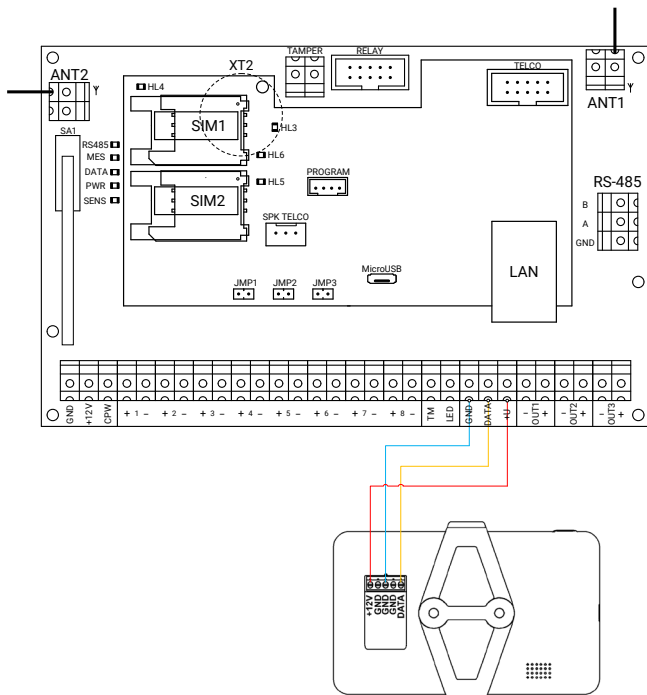 XT2
TAMPER
RELAY
TELCO
ANT2
ANT1
HL4
SIM1
HL3
SA1
RS485
MES
DATA
PWR
SENS
HL6
HL5
PROGRAM
RS-485
SIM2
B
A
GND
SPK TELCO
MicroUSB
LAN
JMP1 JMP2 JMP3
GND +12V CPW + 1 - + 2 - + 3 - + 4 - + 5 - + 6 - + 7 - + 8 - TM LED GND DATA +U - OUT1 + - OUT2 + - OUT3 +
+12V GND GND GND DATA